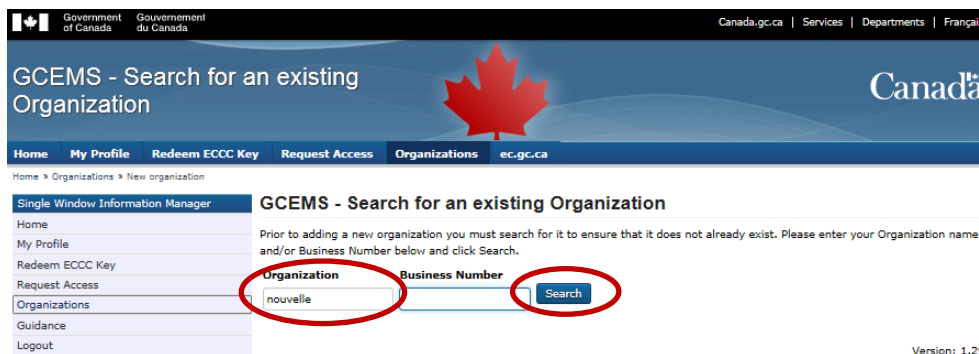 Government of Canada
Gouvernement du Canada
Canada.gc.ca | Services | Departments | Françai
GCEMS - Search for an existing
Organization
Canada
Home My Profile Redeem ECCC Key Request Access Organizations ec.gc.ca
Home » Organizations » New organization
Single Window Information Manager
Home
My Profile
Redeem ECCC Key
Request Access
Organizations
Guidance
Logout
GCEMS - Search for an existing Organization
Prior to adding a new organization you must search for it to ensure that it does not already exist. Please enter your Organization name
and/or Business Number below and click Search.
Organization Business Number
nouvelle Search
Version: 1.2